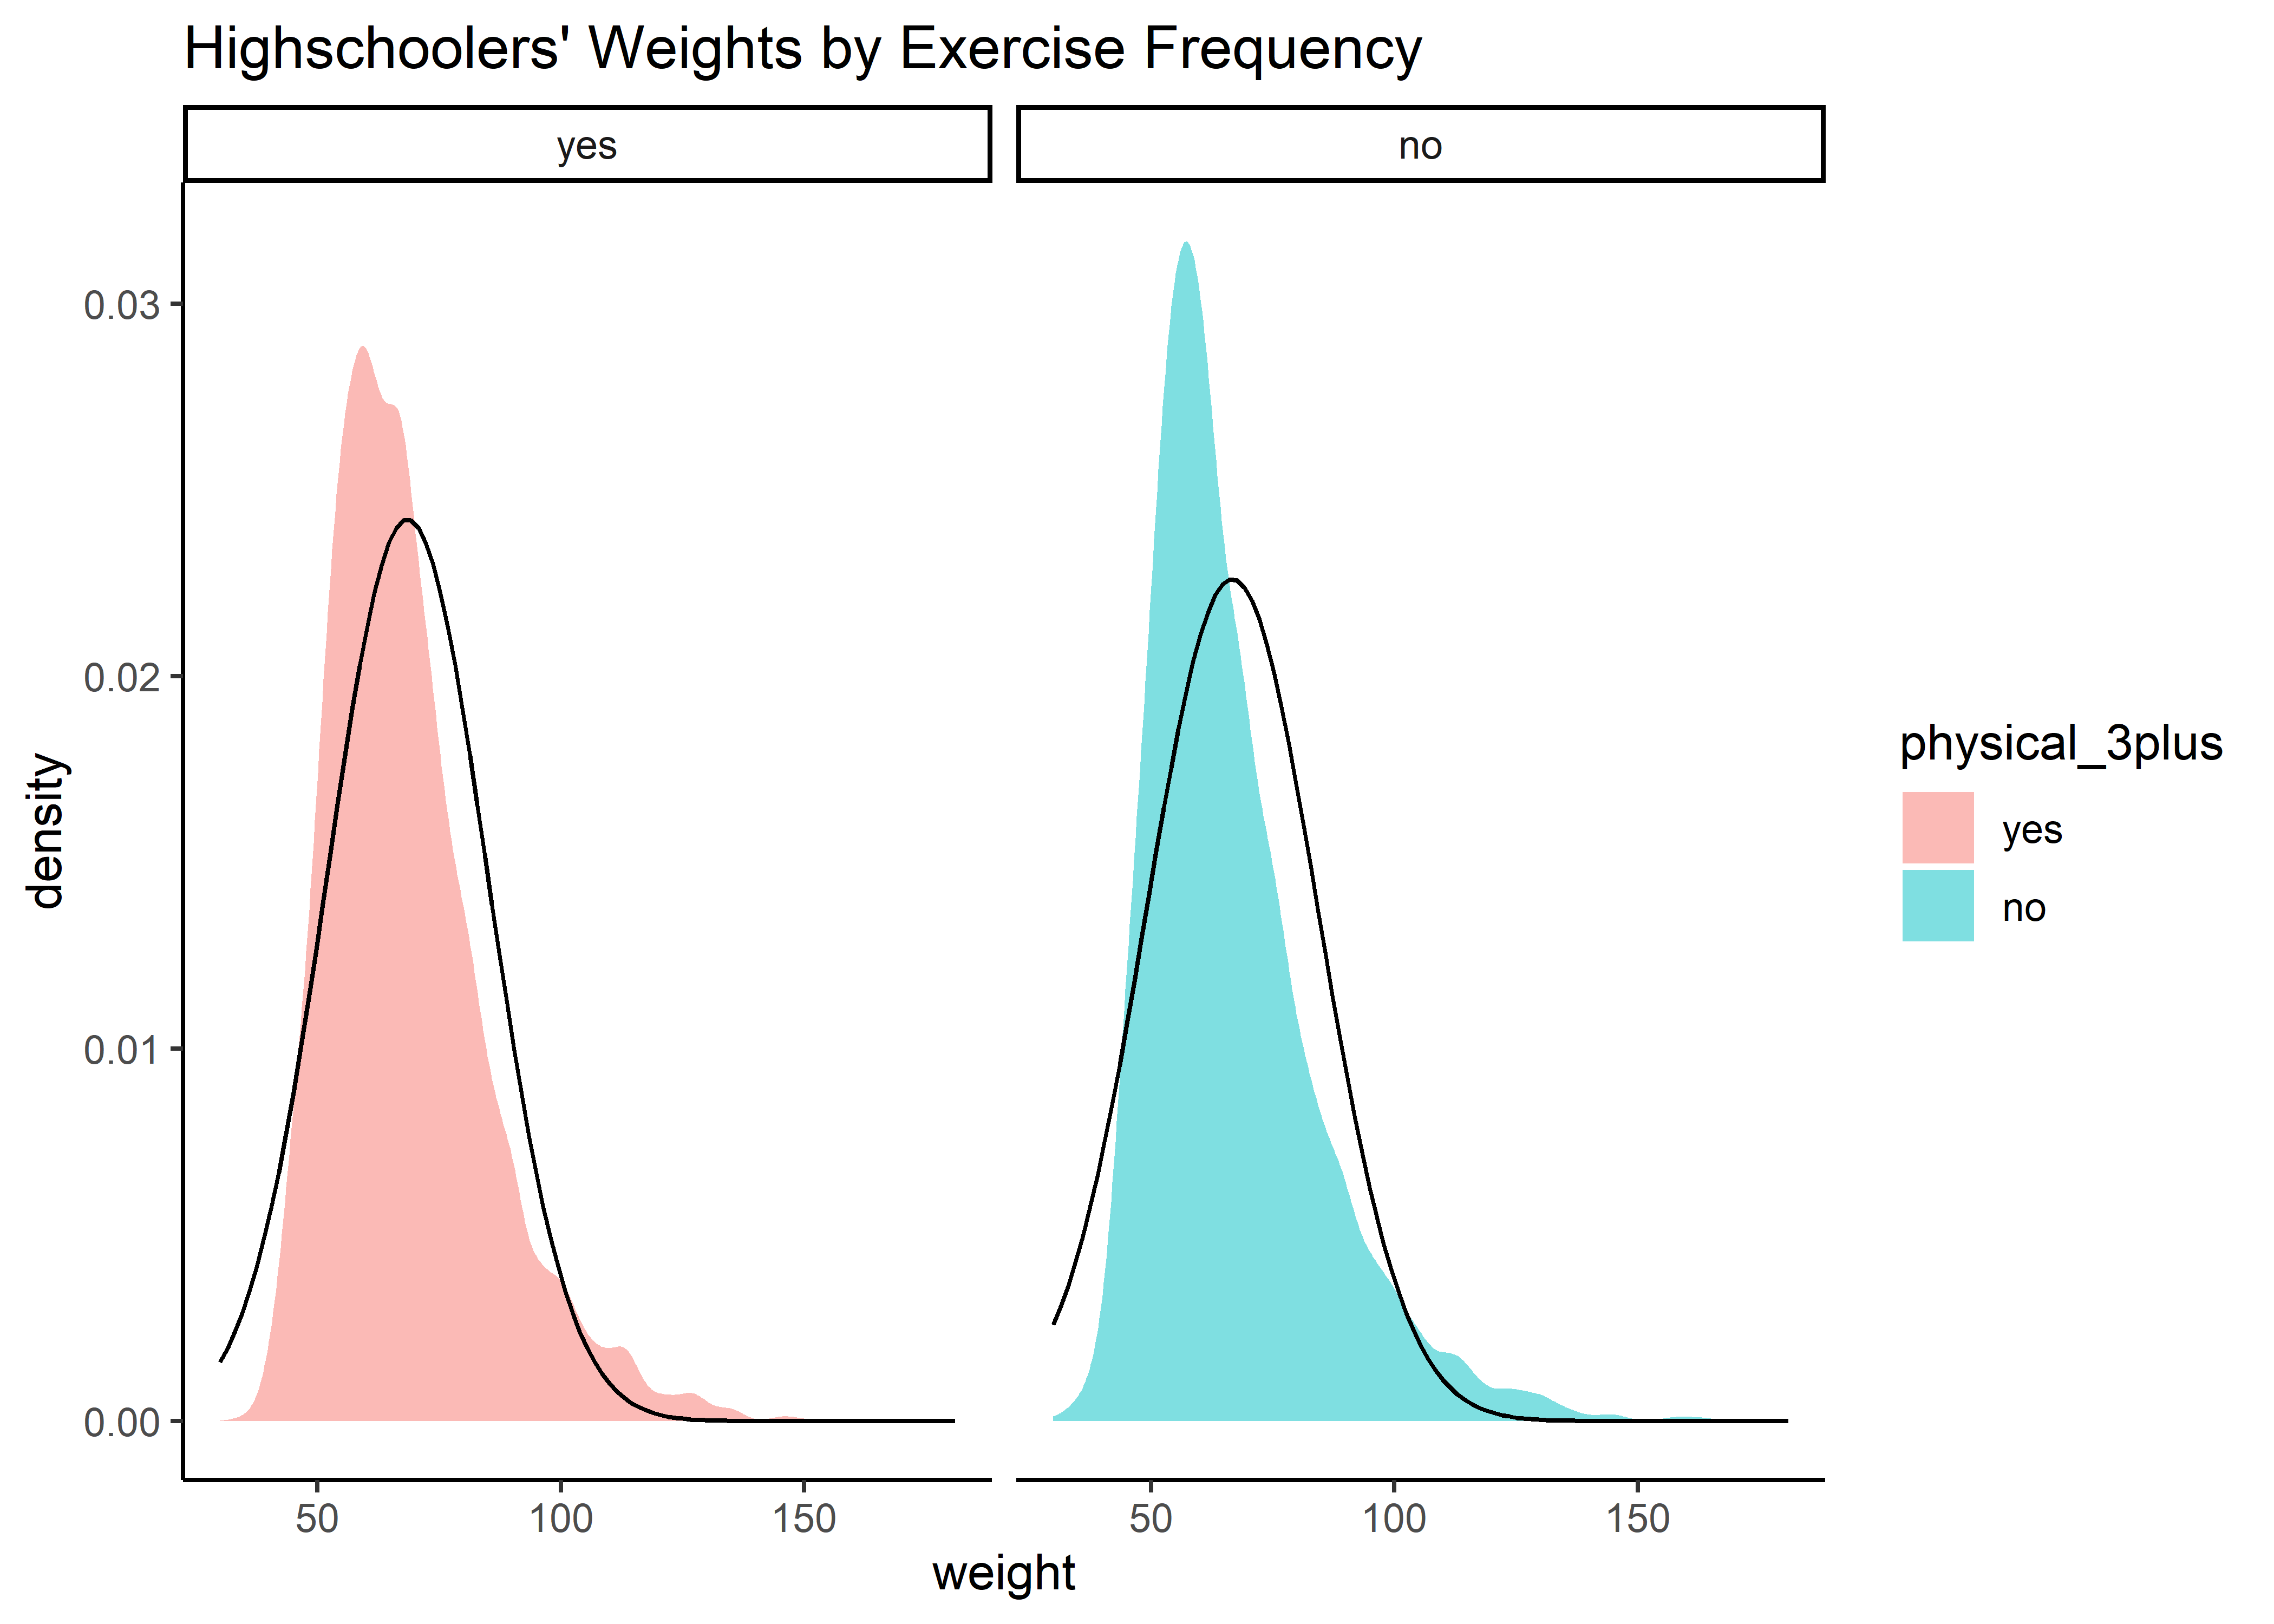 Highschoolers' Weights by Exercise Frequency
yes
no
0.03
0.02
0.01
0.00
density
50
100
150
50
100
150
weight
physical_3plus
yes
no